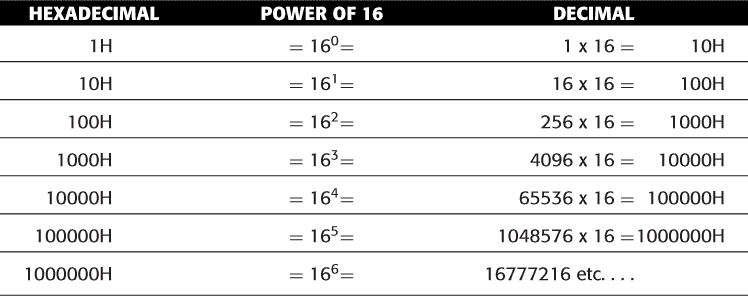 HEXADECIMAL POWER OF 16 DECIMAL
1H = 16⁰= 1 x 16 = 10H
10H = 16¹= 16 x 16 = 100H
100H = 16²= 256 x 16 = 1000H
1000H = 16³= 4096 x 16 = 10000H
10000H = 16⁴= 65536 x 16 = 100000H
100000H = 16⁵= 1048576 x 16 =1000000H
1000000H = 16⁶= 16777216 etc. . . .